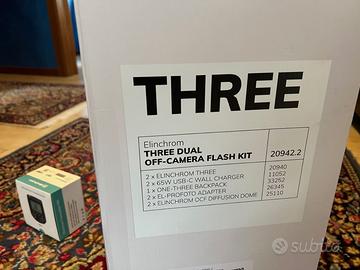 THREE
Elinchrom
THREE DUAL
OFF-CAMERA FLASH KIT 20942.2
2 x ELINCHROM THREE 20940
2 x 65W USB-C WALL CHARGER 11052
1 x ONE-THREE BACKPACK 33252
2 x EL-PROFOTO ADAPTER 26345
2 x ELINCHROM OCF DIFFUSION DOME 25110
subito